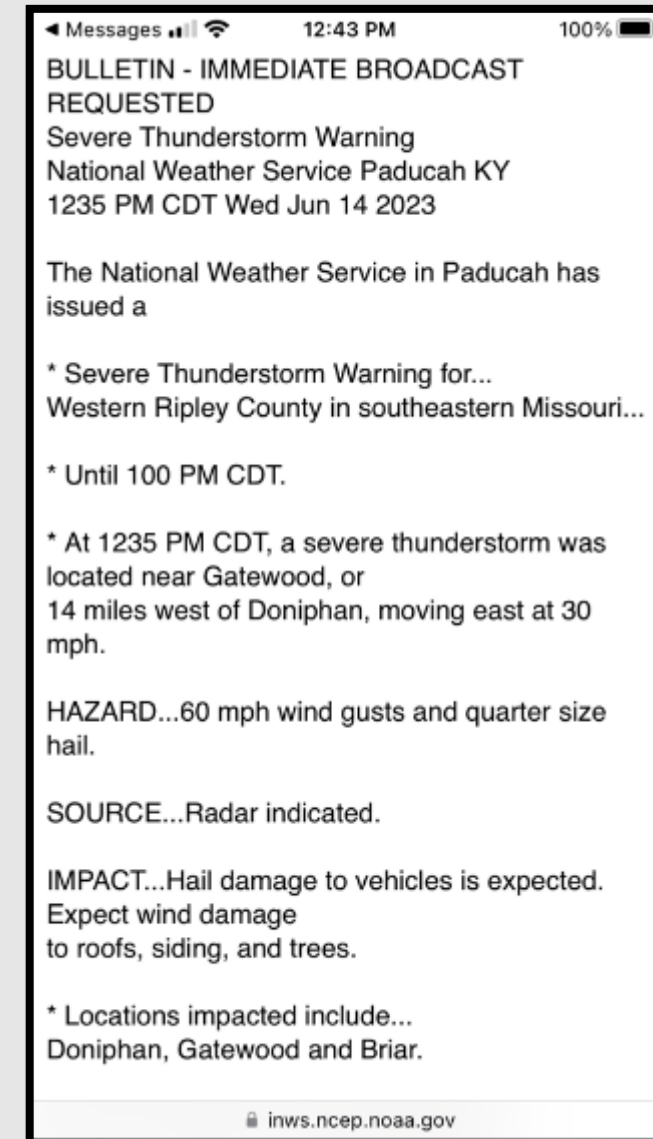 ◀ Messages 12:43 PM 100%
BULLETIN - IMMEDIATE BROADCAST
REQUESTED
Severe Thunderstorm Warning
National Weather Service Paducah KY
1235 PM CDT Wed Jun 14 2023
The National Weather Service in Paducah has
issued a
* Severe Thunderstorm Warning for...
Western Ripley County in southeastern Missouri...
* Until 100 PM CDT.
* At 1235 PM CDT, a severe thunderstorm was
located near Gatewood, or
14 miles west of Doniphan, moving east at 30
mph.
HAZARD...60 mph wind gusts and quarter size
hail.
SOURCE...Radar indicated.
IMPACT...Hail damage to vehicles is expected.
Expect wind damage
to roofs, siding, and trees.
* Locations impacted include...
Doniphan, Gatewood and Briar.
inws.ncep.noaa.gov